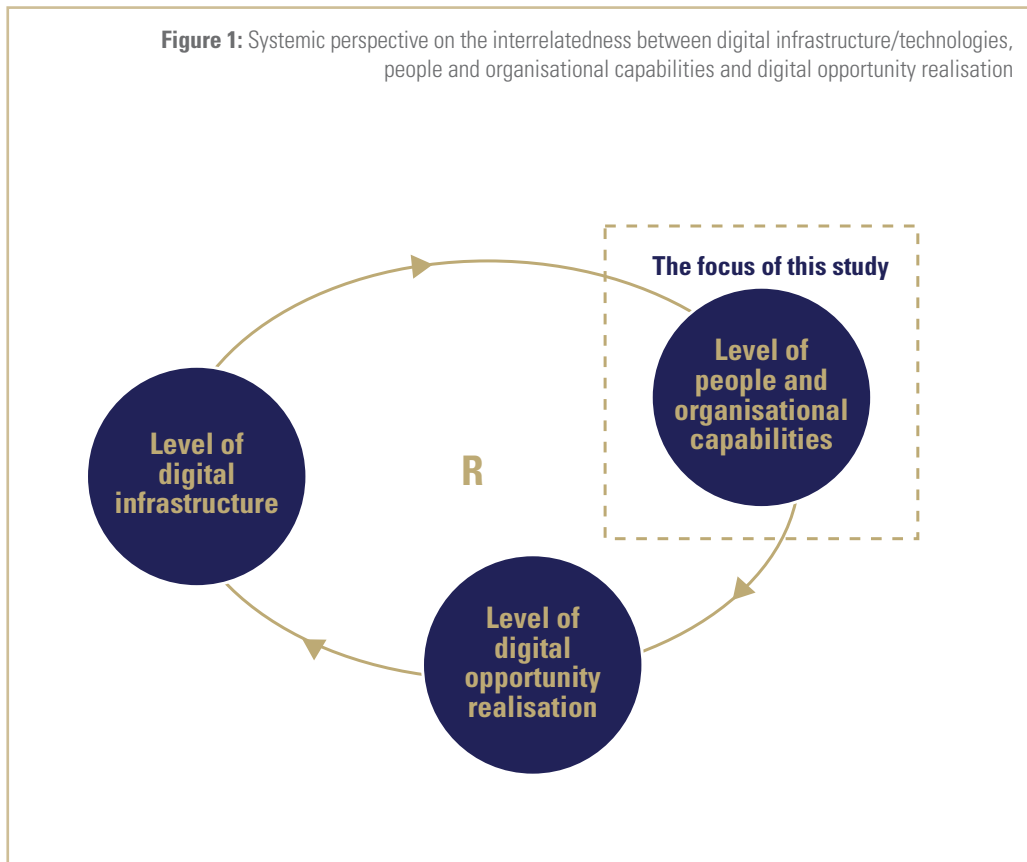 Figure 1: Systemic perspective on the interrelatedness between digital infrastructure/technologies,
people and organisational capabilities and digital opportunity realisation
The focus of this study
Level of
people and
organisational
capabilities
Level of
digital
infrastructure
R
Level of
digital
opportunity
realisation